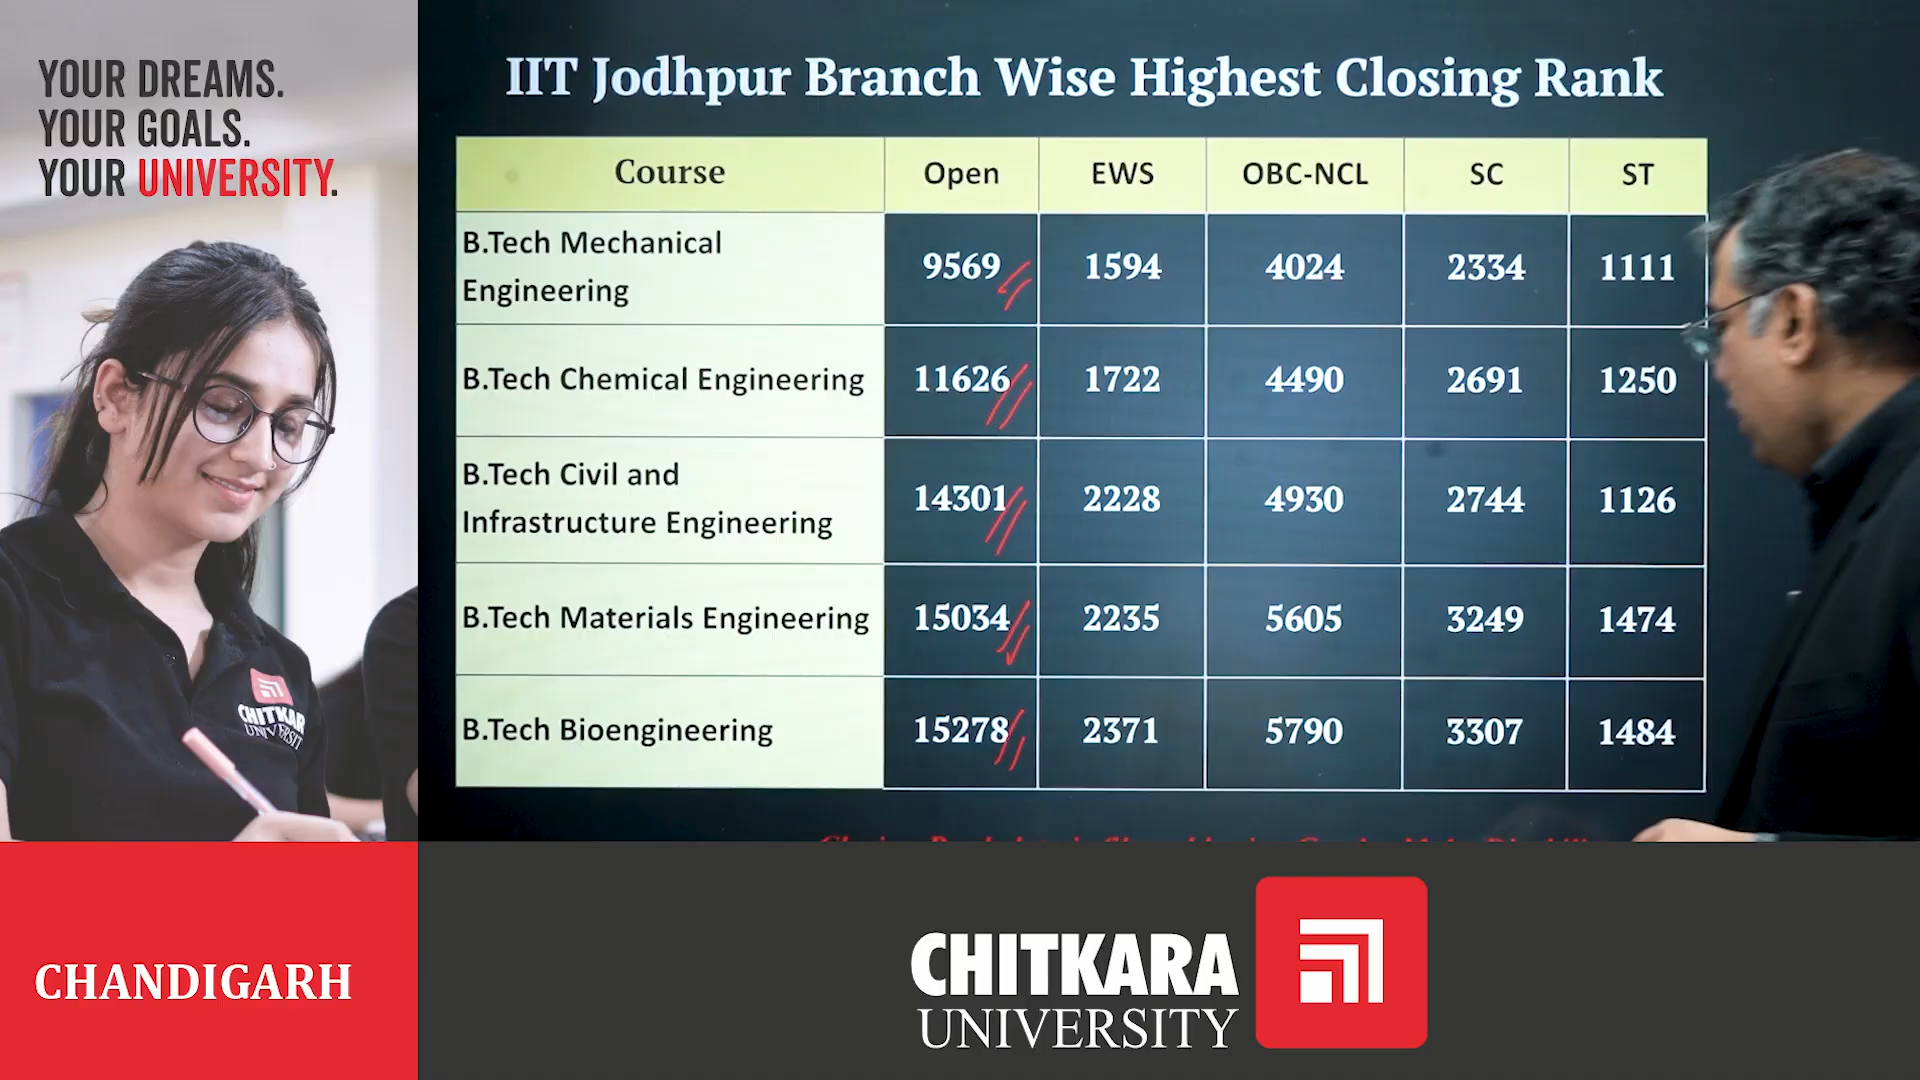 YOUR DREAMS.
YOUR GOALS.
YOUR UNIVERSITY.
IIT Jodhpur Branch Wise Highest Closing Rank
Course Open EWS OBC-NCL SC ST
B.Tech Mechanical
Engineering 9569 1594 4024 2334 1111
B.Tech Chemical Engineering 11626 1722 4490 2691 1250
B.Tech Civil and
Infrastructure Engineering 14301 2228 4930 2744 1126
B.Tech Materials Engineering 15034 2235 5605 3249 1474
B.Tech Bioengineering 15278 2371 5790 3307 1484
CHITKAR
UNIVERSIT
CHANDIGARH
CHITKARA
UNIVERSITY